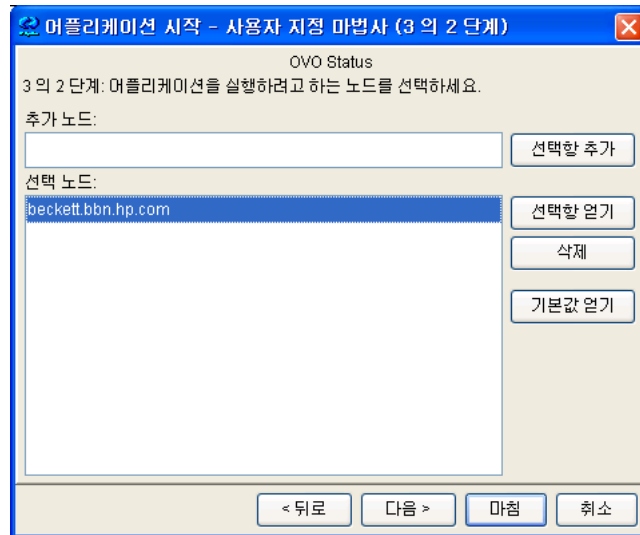 어플리케이션 시작 - 사용자 지정 마법사 (3 의 2 단계)
OVO Status
3 의 2 단계: 어플리케이션을 실행하려고 하는 노드를 선택하세요.
추가 노드:
선택항 추가
선택 노드:
beckett.bbn.hp.com
선택항 얻기
삭제
기본값 얻기
< 뒤로
다음 >
마침
취소